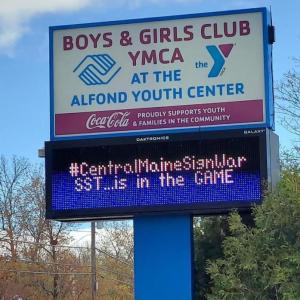 BOYS & GIRLS CLUB
YMCA
the
AT THE
ALFOND YOUTH CENTER
Coca-Cola
PROUDLY SUPPORTS YOUTH
& FAMILIES IN THE COMMUNITY
DAKTRONICS
GALAXY
#CentralMaineSignWar
SST...is in the GAME